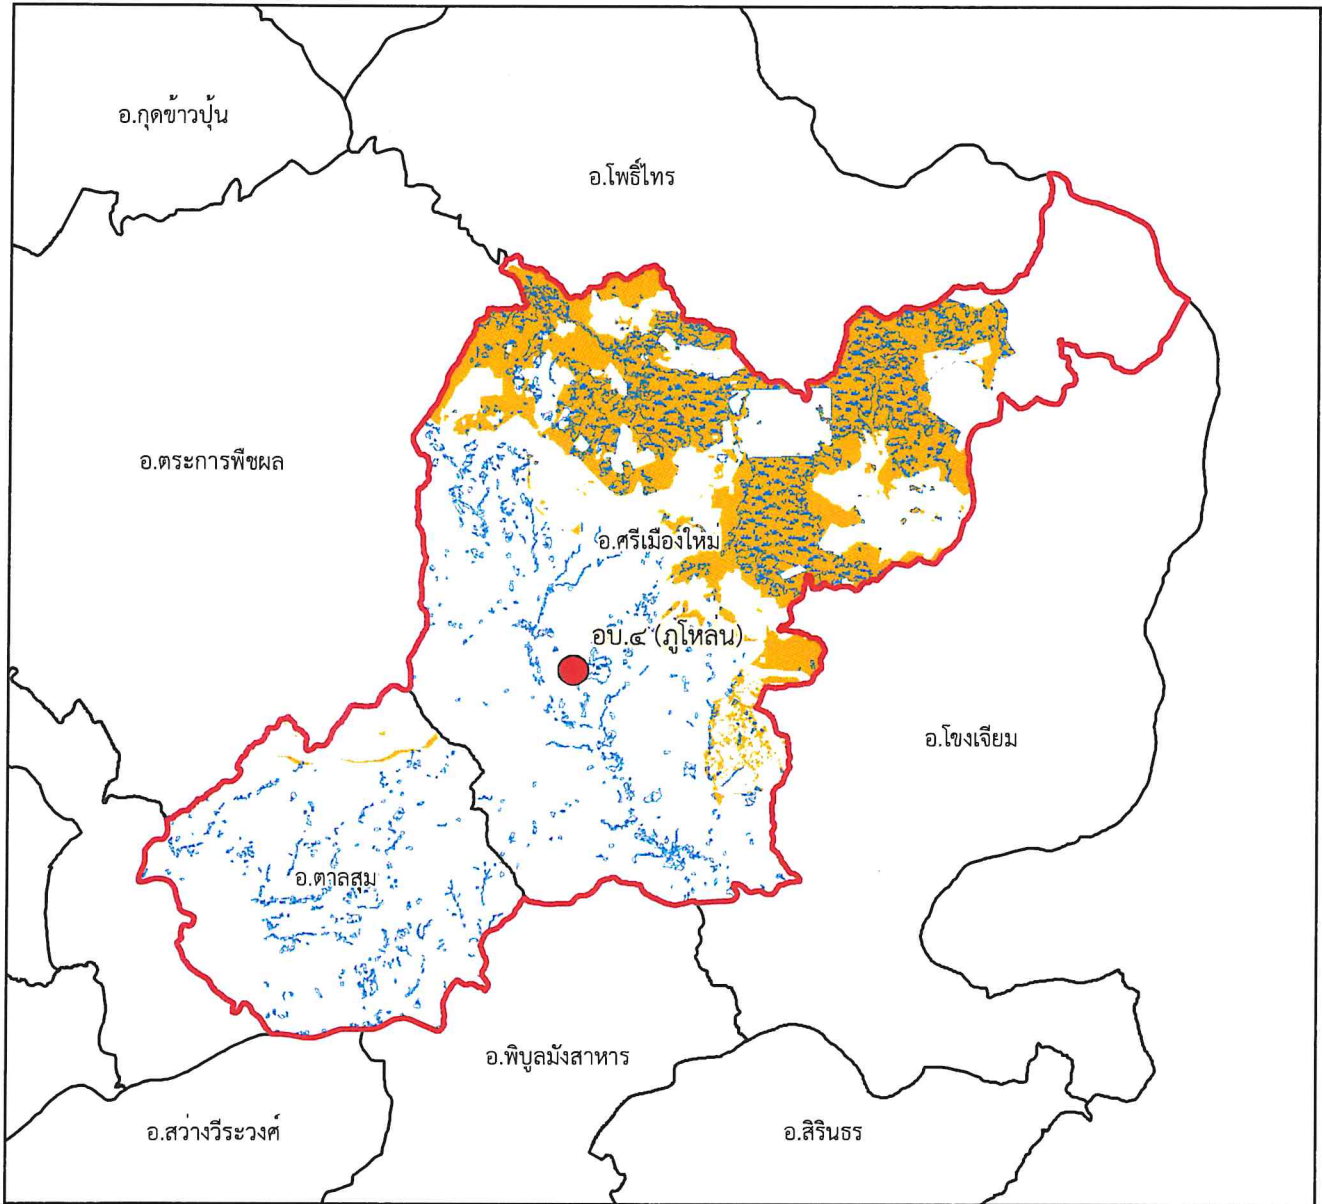 อ.กุดข้าวปุ้น
อ.โพธิ์ไทร
อ.ตระการพืชผล
อ.ศรีเมืองใหม่
อบ.๔ (ภูโหล่น)
อ.โขงเจียม
อ.ตาลสุม
อ.พิบูลมังสาหาร
อ.สว่างวีระวงศ์
อ.สิรินธร